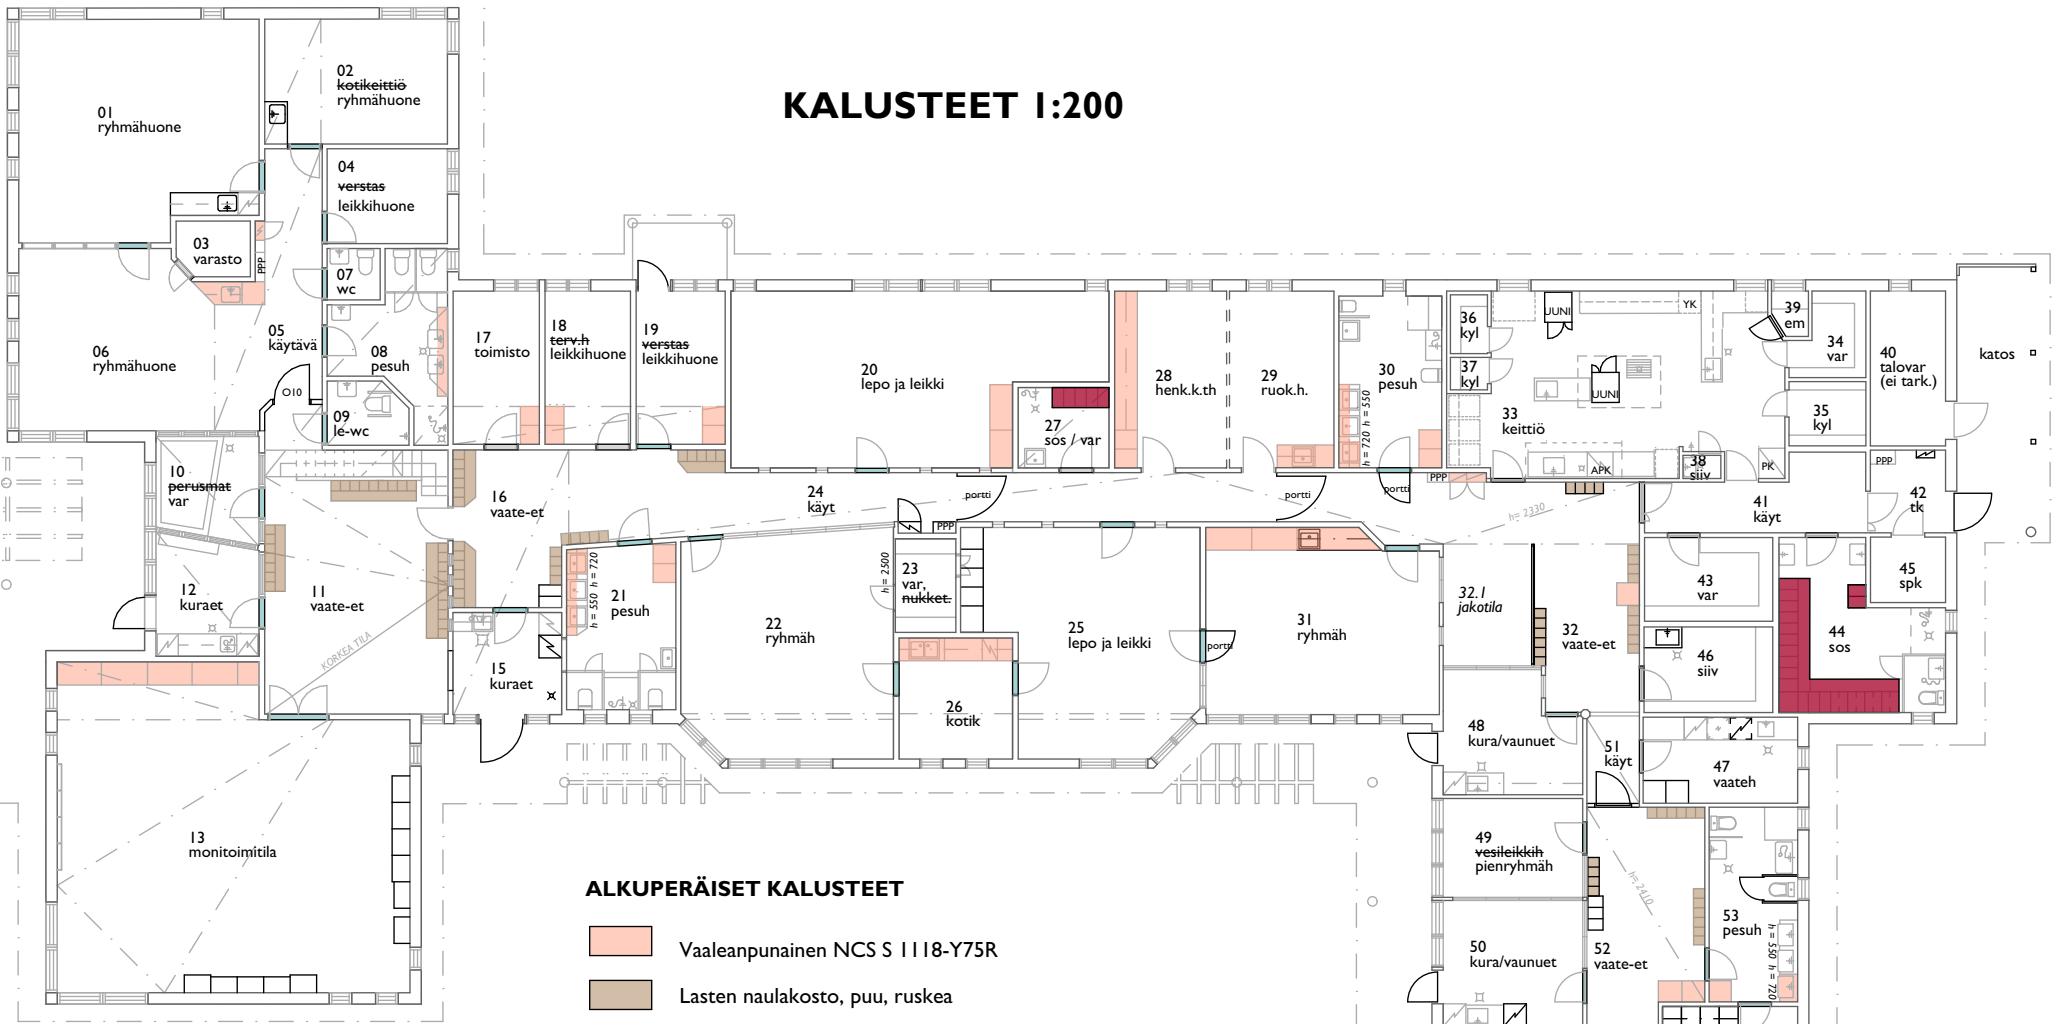 KALUSTEET 1:200
01
ryhmähuone
02
kotikeittiö
ryhmähuone
03
varasto
04
verstas
leikkihuone
PPP
05
käytävä
06
ryhmähuone
07
wc
08
pesuh
O10
09
le-wc
10
perusmat
var
11
vaate-et
KORKEA TILA
12
kuraet
13
monitoimitila
15
kuraet
16
vaate-et
17
toimisto
18
terv.h
leikkihuone
19
verstas
leikkihuone
20
lepo ja leikki
21
pesuh
h = 550 h = 720
22
ryhmäh
h = 2500
23
var,
nukket.
24
käyt
PPP
portti
25
lepo ja leikki
26
kotik
27
sos / var
28
henk.k.th
29
ruok.h.
portti
30
pesuh
h = 720 h = 550
portti
31
ryhmäh
portti
32
vaate-et
32.1
jakotila
h= 2330
33
keittiö
UUNI
UUNI
YK
APK
PK
PPP
34
var
35
kyl
36
kyl
37
kyl
38
siiv
39
em
40
talovar
(ei tark.)
katos
41
käyt
42
tk
PPP
43
var
44
sos
45
spk
46
siiv
47
vaateh
48
kura/vaunuet
49
vesileikkih
pienryhmäh
50
kura/vaunuet
51
käyt
52
vaate-et
h= 2410
53
pesuh
h = 550 h = 720
ALKUPERÄISET KALUSTEET
Vaaleanpunainen NCS S 1118-Y75R
Lasten naulakosto, puu, ruskea